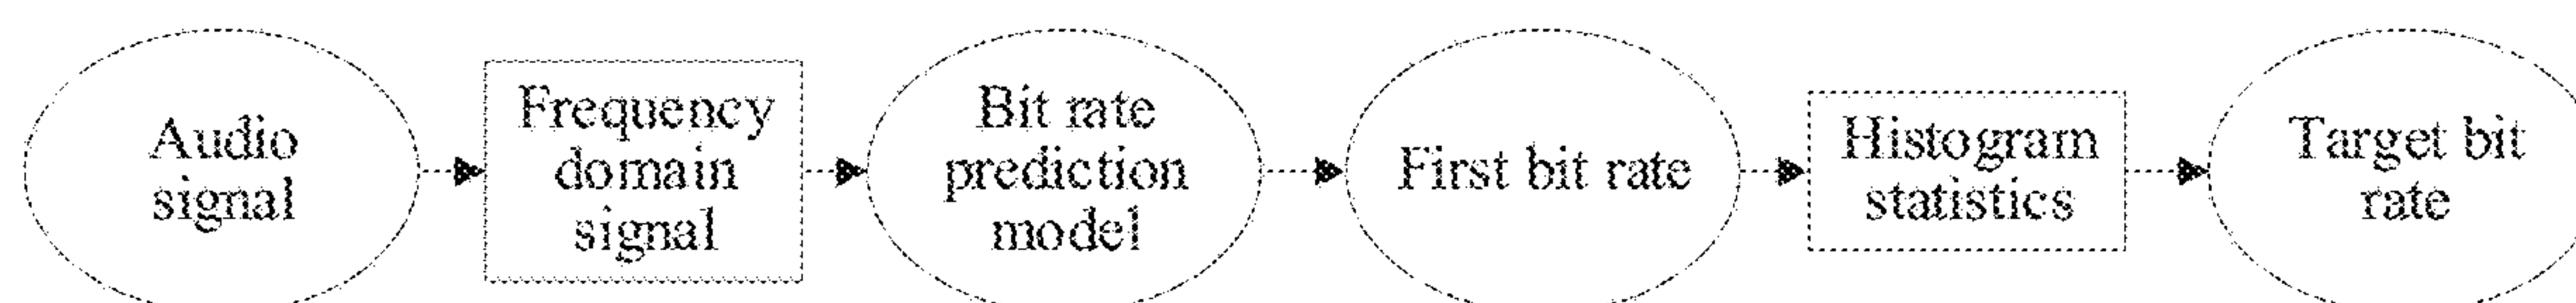 Audio
signal
Frequency
domain
signal
Bit rate
prediction
model
First bit rate
Histogram
statistics
Target bit
rate